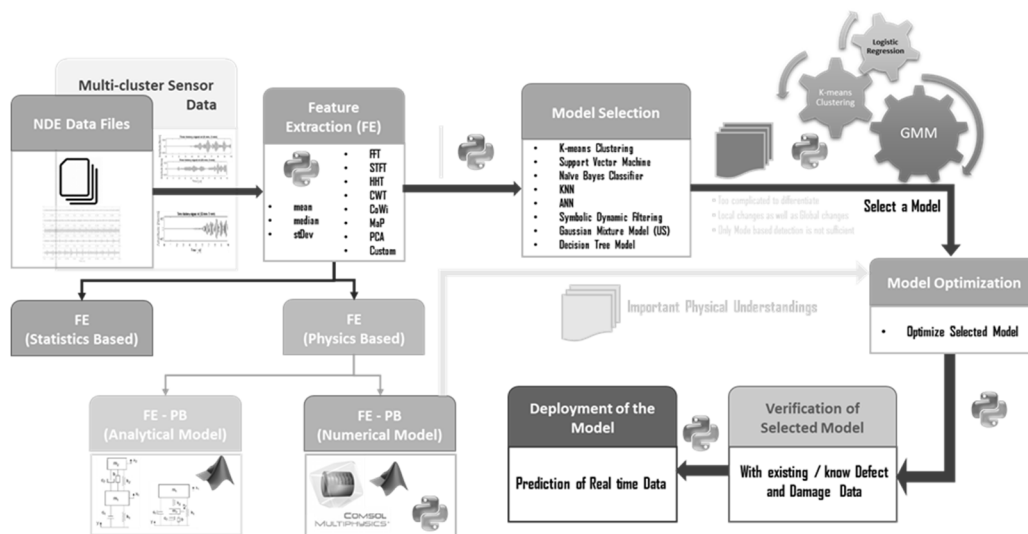 Multi-cluster Sensor
Data
NDE Data Files
Feature
Extraction (FE)
mean
median
stDev
FFT
STFT
HHT
CWT
CoWi
MaP
PCA
Custom
Model Selection
K-means Clustering
Support Vector Machine
Naïve Bayes Classifier
KNN
ANN
Symbolic Dynamic Filtering
Gaussian Mixture Model (US)
Decision Tree Model
Logistic
Regression
K-means
Clustering
GMM
Too complicated to differentiate
Local changes as well as Global changes
Only Mode based detection is not sufficient
Select a Model
Model Optimization
Optimize Selected Model
FE
(Statistics Based)
FE
(Physics Based)
Important Physical Understandings
FE - PB
(Analytical Model)
FE - PB
(Numerical Model)
COMSOL
MULTIPHYSICS
Deployment of the
Model
Prediction of Real time Data
Verification of
Selected Model
With existing / know Defect
and Damage Data